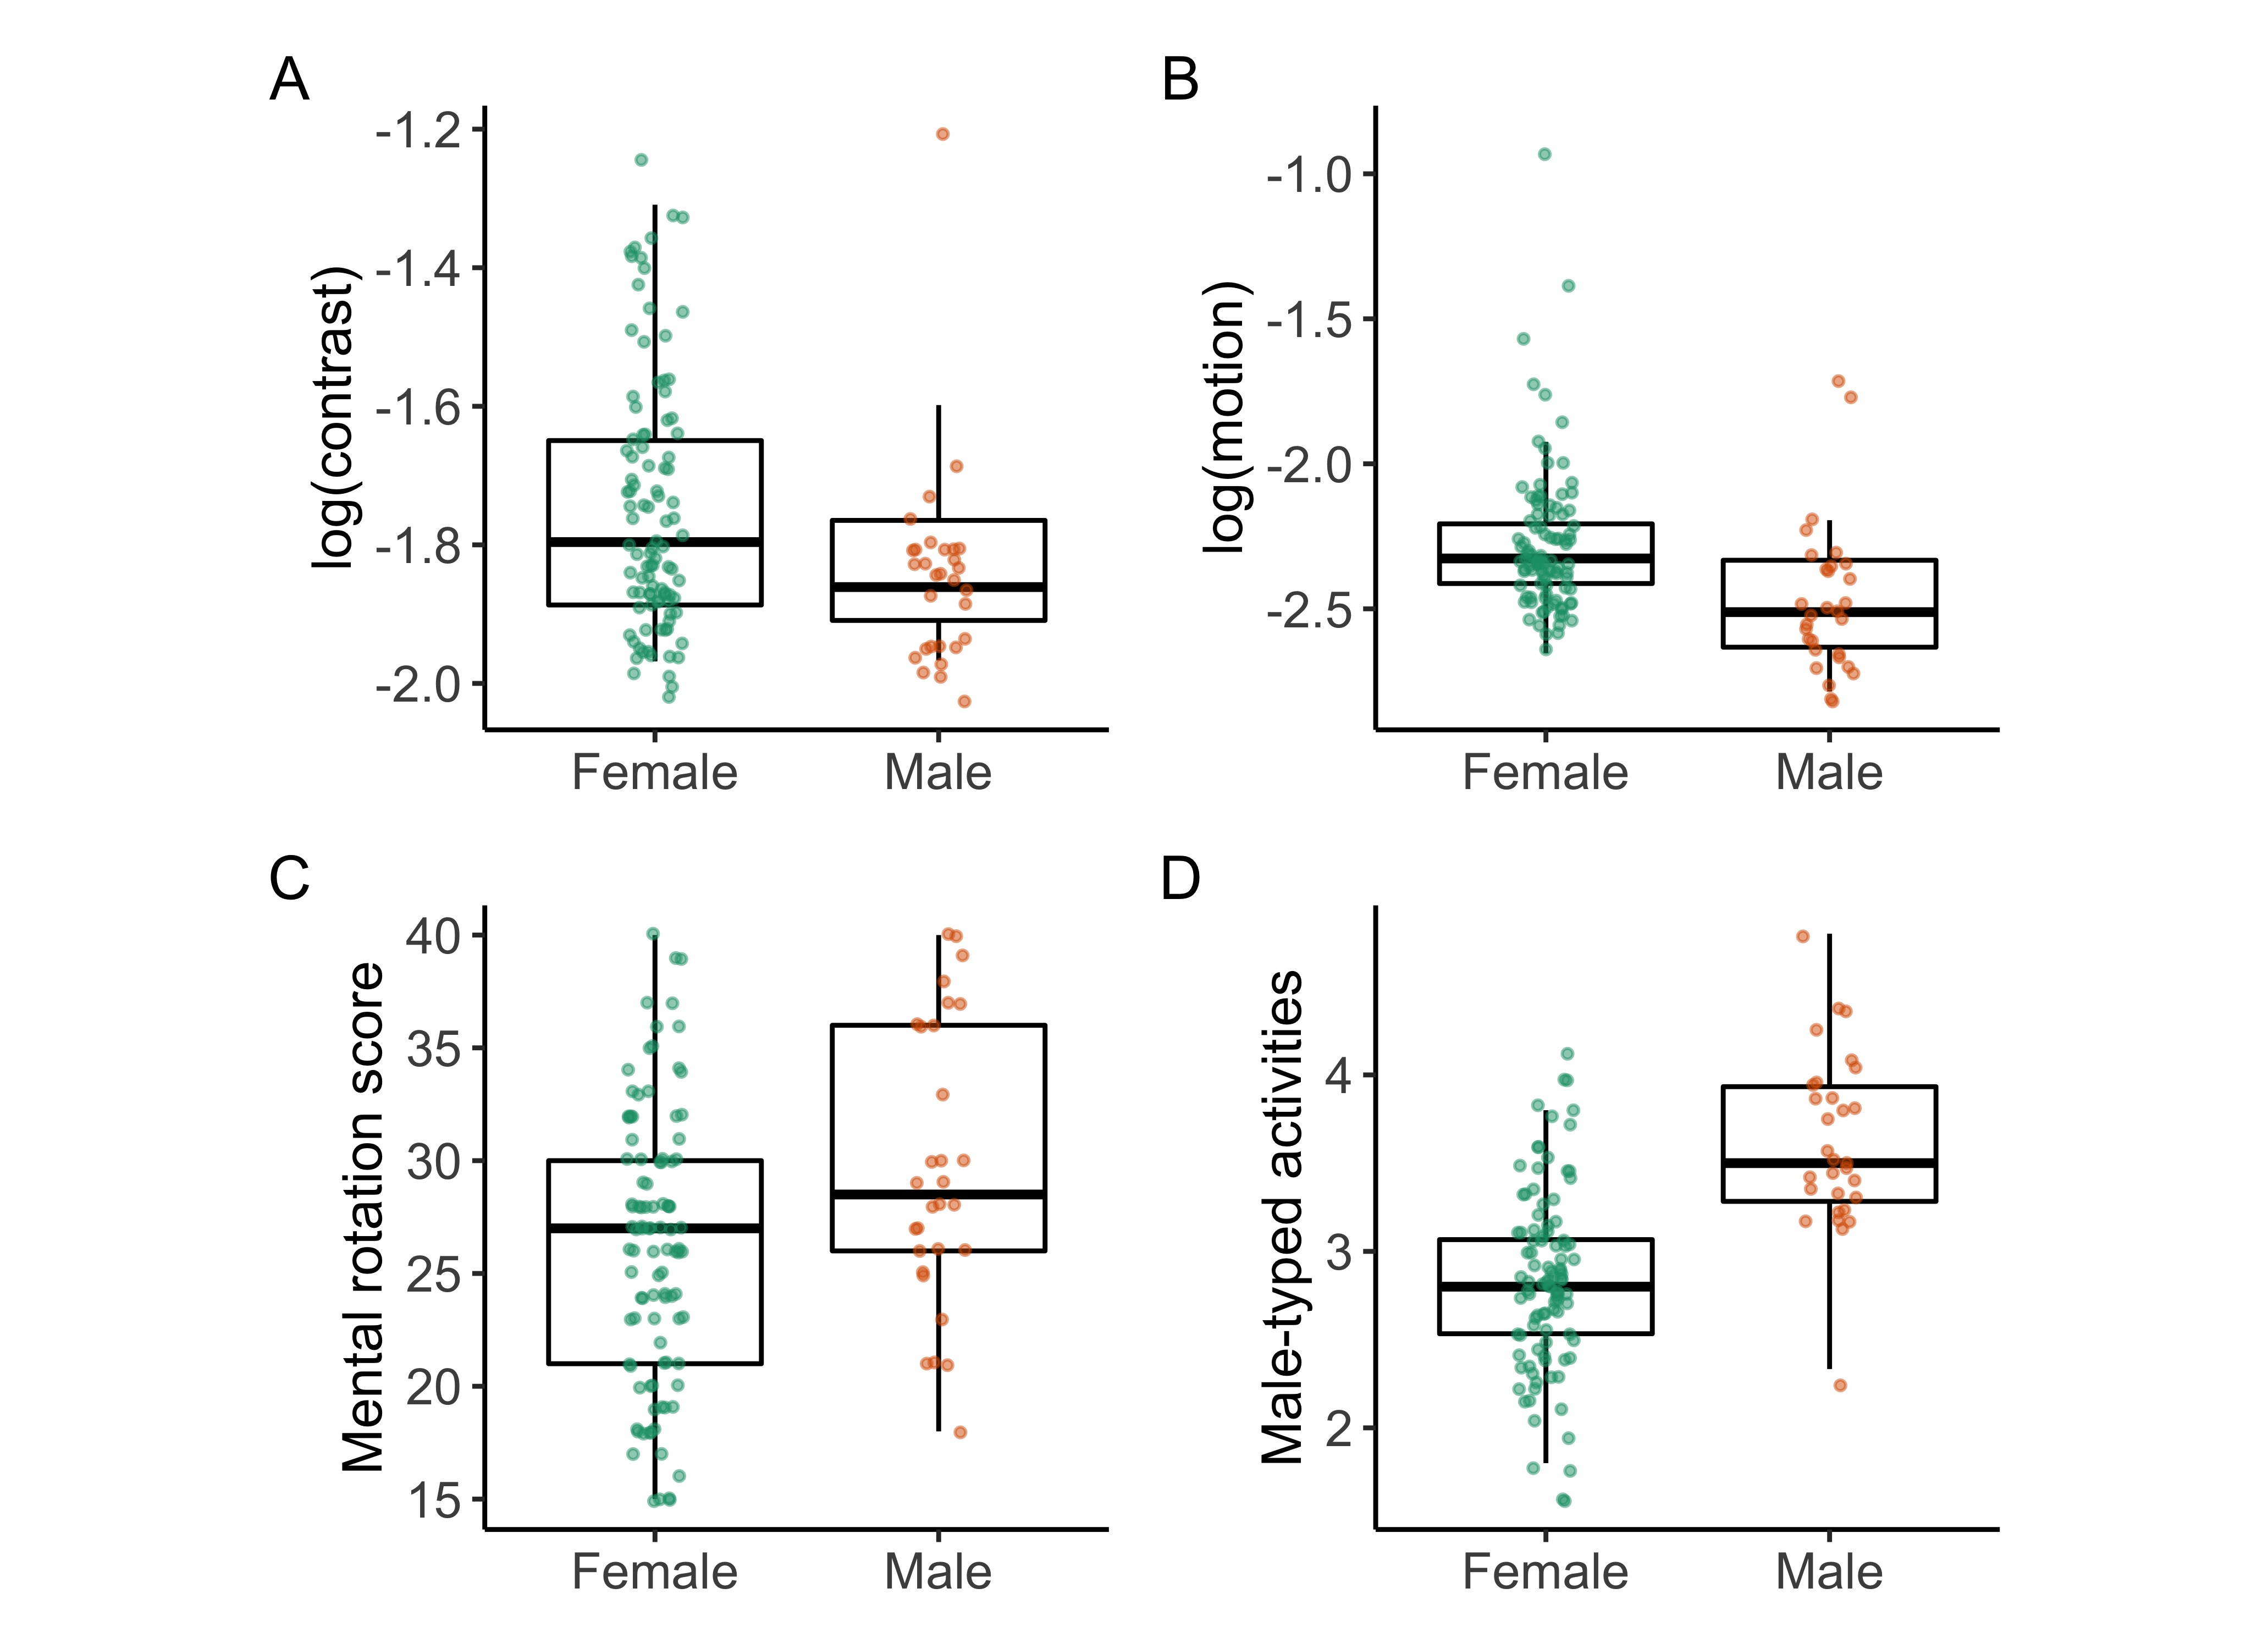 A
log(contrast)
-1.2
-1.4
-1.6
-1.8
-2.0
Female Male
B
log(motion)
-1.0
-1.5
-2.0
-2.5
Female Male
C
Mental rotation score
40
35
30
25
20
15
Female Male
D
Male-typed activities
4
3
2
Female Male